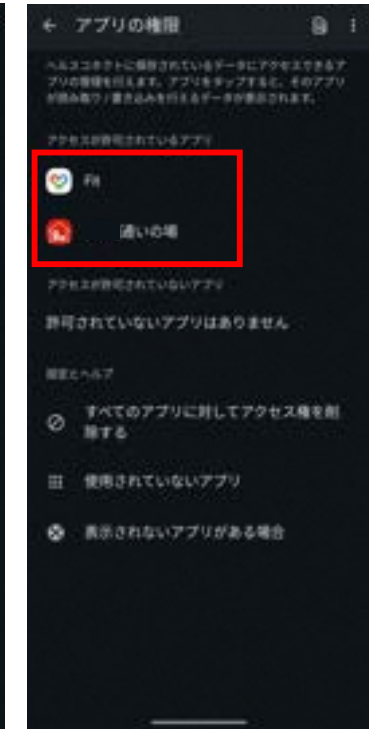 アプリの権限
ヘルスコネクトに保存されているデータにアクセスできるア
プリの管理を行えます。アプリをタップすると、そのアプリ
が読み取り / 書き込みを行えるデータが表示されます。
アクセスが許可されているアプリ
Fit
通いの場
アクセスが許可されていないアプリ
許可されていないアプリはありません
設定とヘルプ
すべてのアプリに対してアクセス権を削
除する
使用されていないアプリ
表示されないアプリがある場合